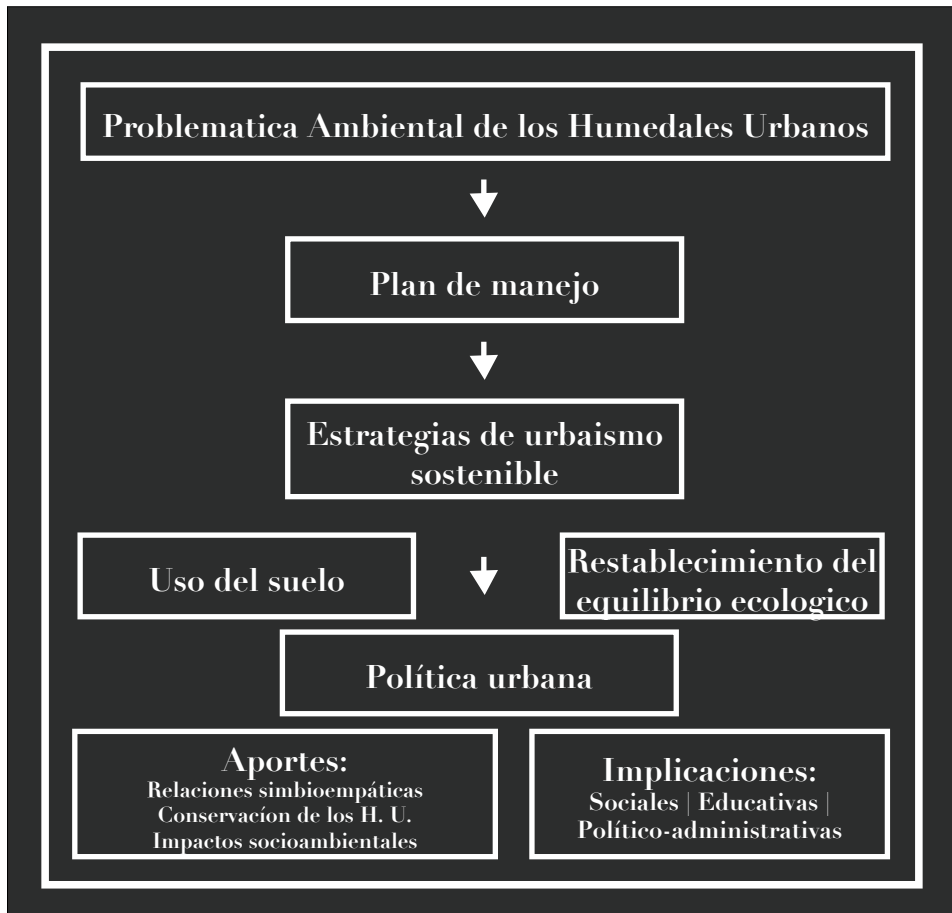 Problematica Ambiental de los Humedales Urbanos
Plan de manejo
Estrategias de urbaismo
sostenible
Uso del suelo
Restablecimiento del
equilibrio ecologico
Política urbana
Aportes:
Relaciones simbioempáticas
Conservacíon de los H. U.
Impactos socioambientales
Implicaciones:
Sociales | Educativas |
Político-administrativas